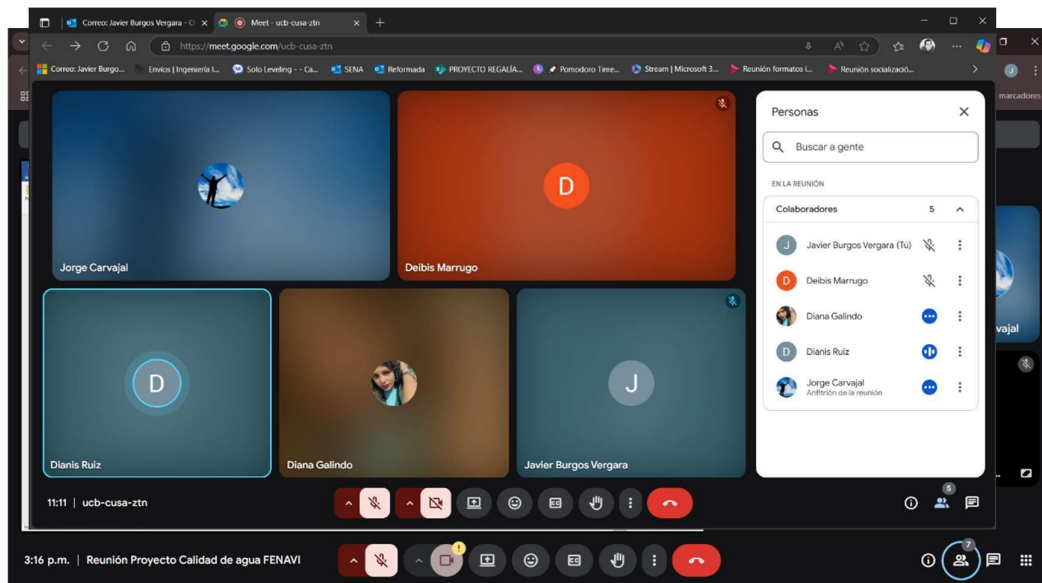 Correo: Javier Burgos Vergara - O
Meet - ucb-cusa-ztn
https://meet.google.com/ucb-cusa-ztn
Correo: Javier Burgo...
Envíos | Ingeniería I...
Solo Leveling - - Ca...
SENA
Reformada
PROYECTO REGALÍA...
Pomodoro Time...
Stream | Microsoft 3...
Reunión formatos i...
Reunión socializació...
J
marcadores
Jorge Carvajal
D
Deibis Marrugo
D
Dianis Ruiz
Diana Galindo
J
Javier Burgos Vergara
Personas
Buscar a gente
EN LA REUNIÓN
Colaboradores 5
J Javier Burgos Vergara (Tú)
D Deibis Marrugo
Diana Galindo
D Dianis Ruiz
Jorge Carvajal
Anfitrión de la reunión
vajal
11:11 | ucb-cusa-ztn
5
3:16 p.m. | Reunión Proyecto Calidad de agua FENAVI
7